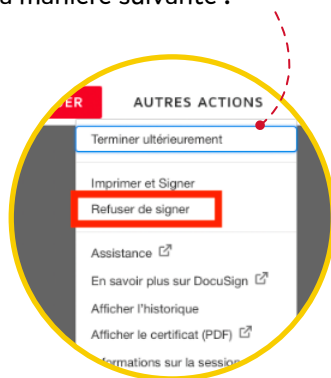 manière suivante :
ER AUTRES ACTIONS
Terminer ultérieurement
Imprimer et Signer
Refuser de signer
Assistance
En savoir plus sur DocuSign
Afficher l'historique
Afficher le certificat (PDF)
formations sur la session